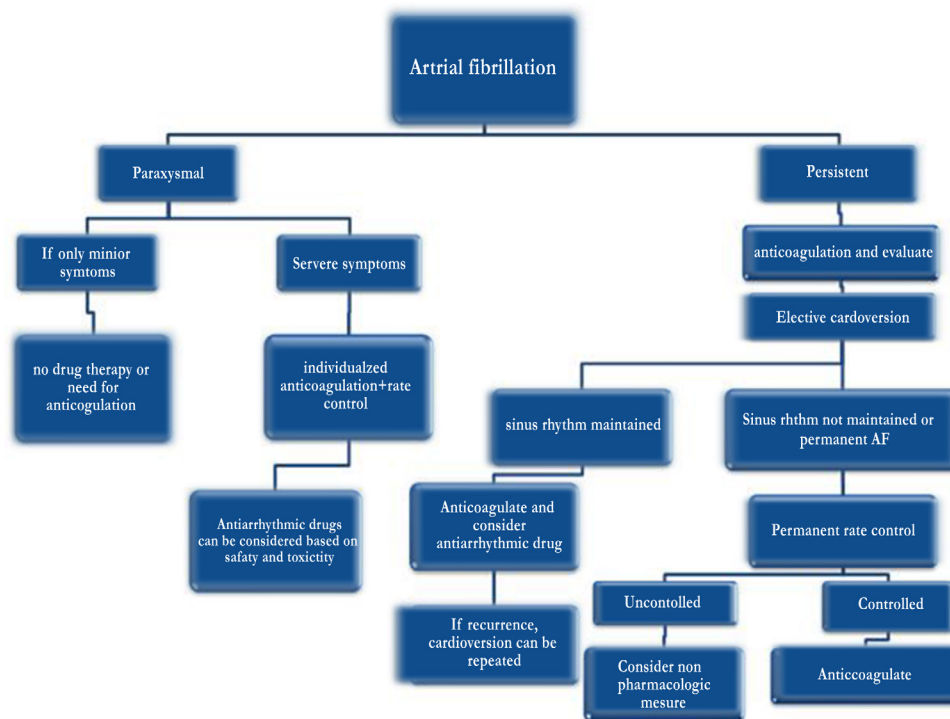 Artrial fibrillation
Paraxysmal
Persistent
If only minior
symtoms
Servere symptoms
anticoagulation and evaluate
Elective cardoversion
no drug therapy or
need for
anticogulation
individualzed
anticoagulation+rate
control
sinus rhythm maintained
Sinus rhthm not maintained or
permanent AF
Antiarrhythmic drugs
can be considered based on
safaty and toxictity
Anticoagulate and
consider
antiarrhythmic drug
Permanent rate control
If recurrence,
cardioversion can be
repeated
Uncontolled
Controlled
Consider non
pharmacologic
mesure
Anticcoagulate